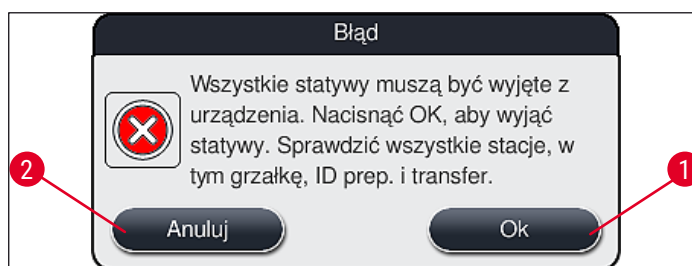 Błąd
Wszystkie statywy muszą być wyjęte z
urządzenia. Nacisnąć OK, aby wyjąć
statywy. Sprawdzić wszystkie stacje, w
tym grzałkę, ID prep. i transfer.
2
1
Anuluj
Ok